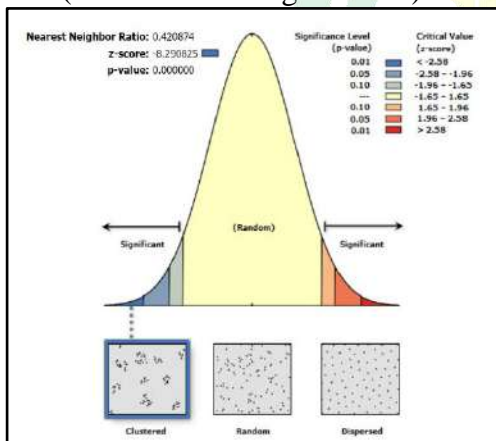 Nearest Neighbor Ratio: 0.420874
z-score: -8.290825
p-value: 0.000000
Significance Level
(p-value)
Critical Value
(z-score)
0.01 < -2.58
0.05 -2.58 - -1.96
0.10 -1.96 - -1.65
--- -1.65 - 1.65
0.10 1.65 - 1.96
0.05 1.96 - 2.58
0.01 > 2.58
Significant
(Random)
Significant
Clustered
Random
Dispersed